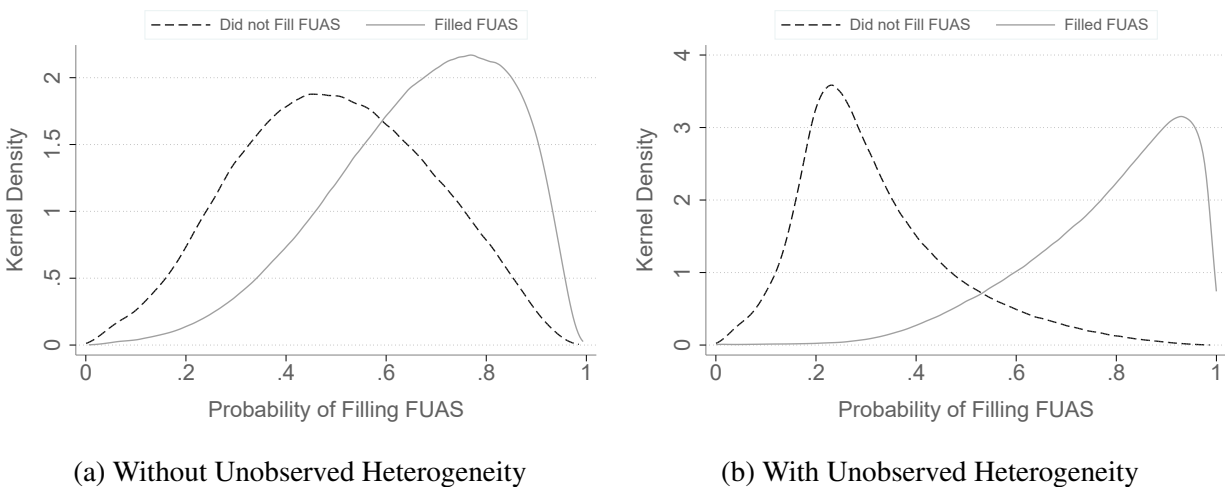 Did not Fill FUAS Filled FUAS
Kernel Density
2
1.5
1
.5
0
0 .2 .4 .6 .8 1
Probability of Filling FUAS
(a) Without Unobserved Heterogeneity
Did not Fill FUAS Filled FUAS
Kernel Density
4
3
2
1
0
0 .2 .4 .6 .8 1
Probability of Filling FUAS
(b) With Unobserved Heterogeneity